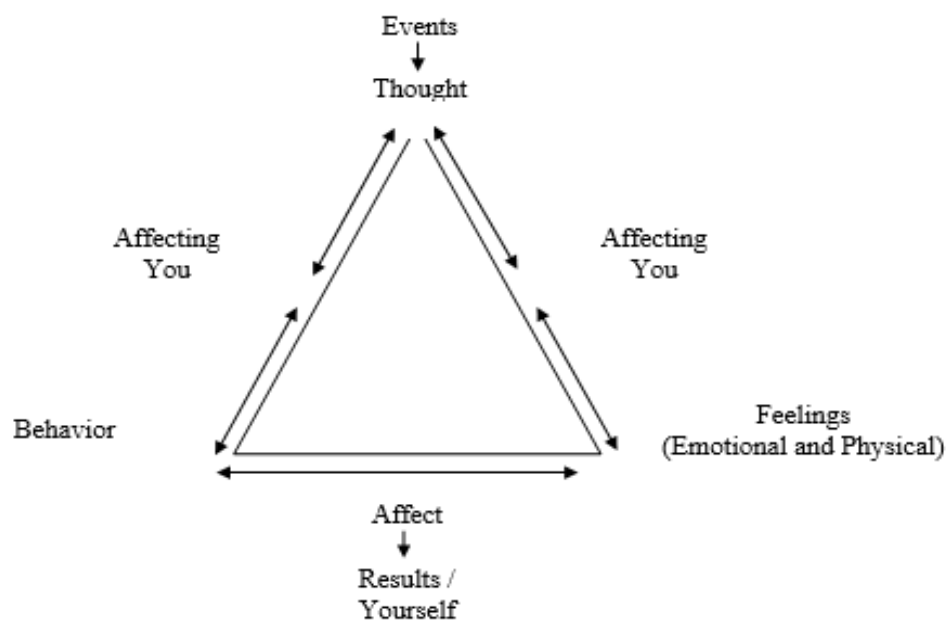 Events
Thought
Affecting
You
Affecting
You
Behavior
Feelings
(Emotional and Physical)
Affect
Results /
Yourself